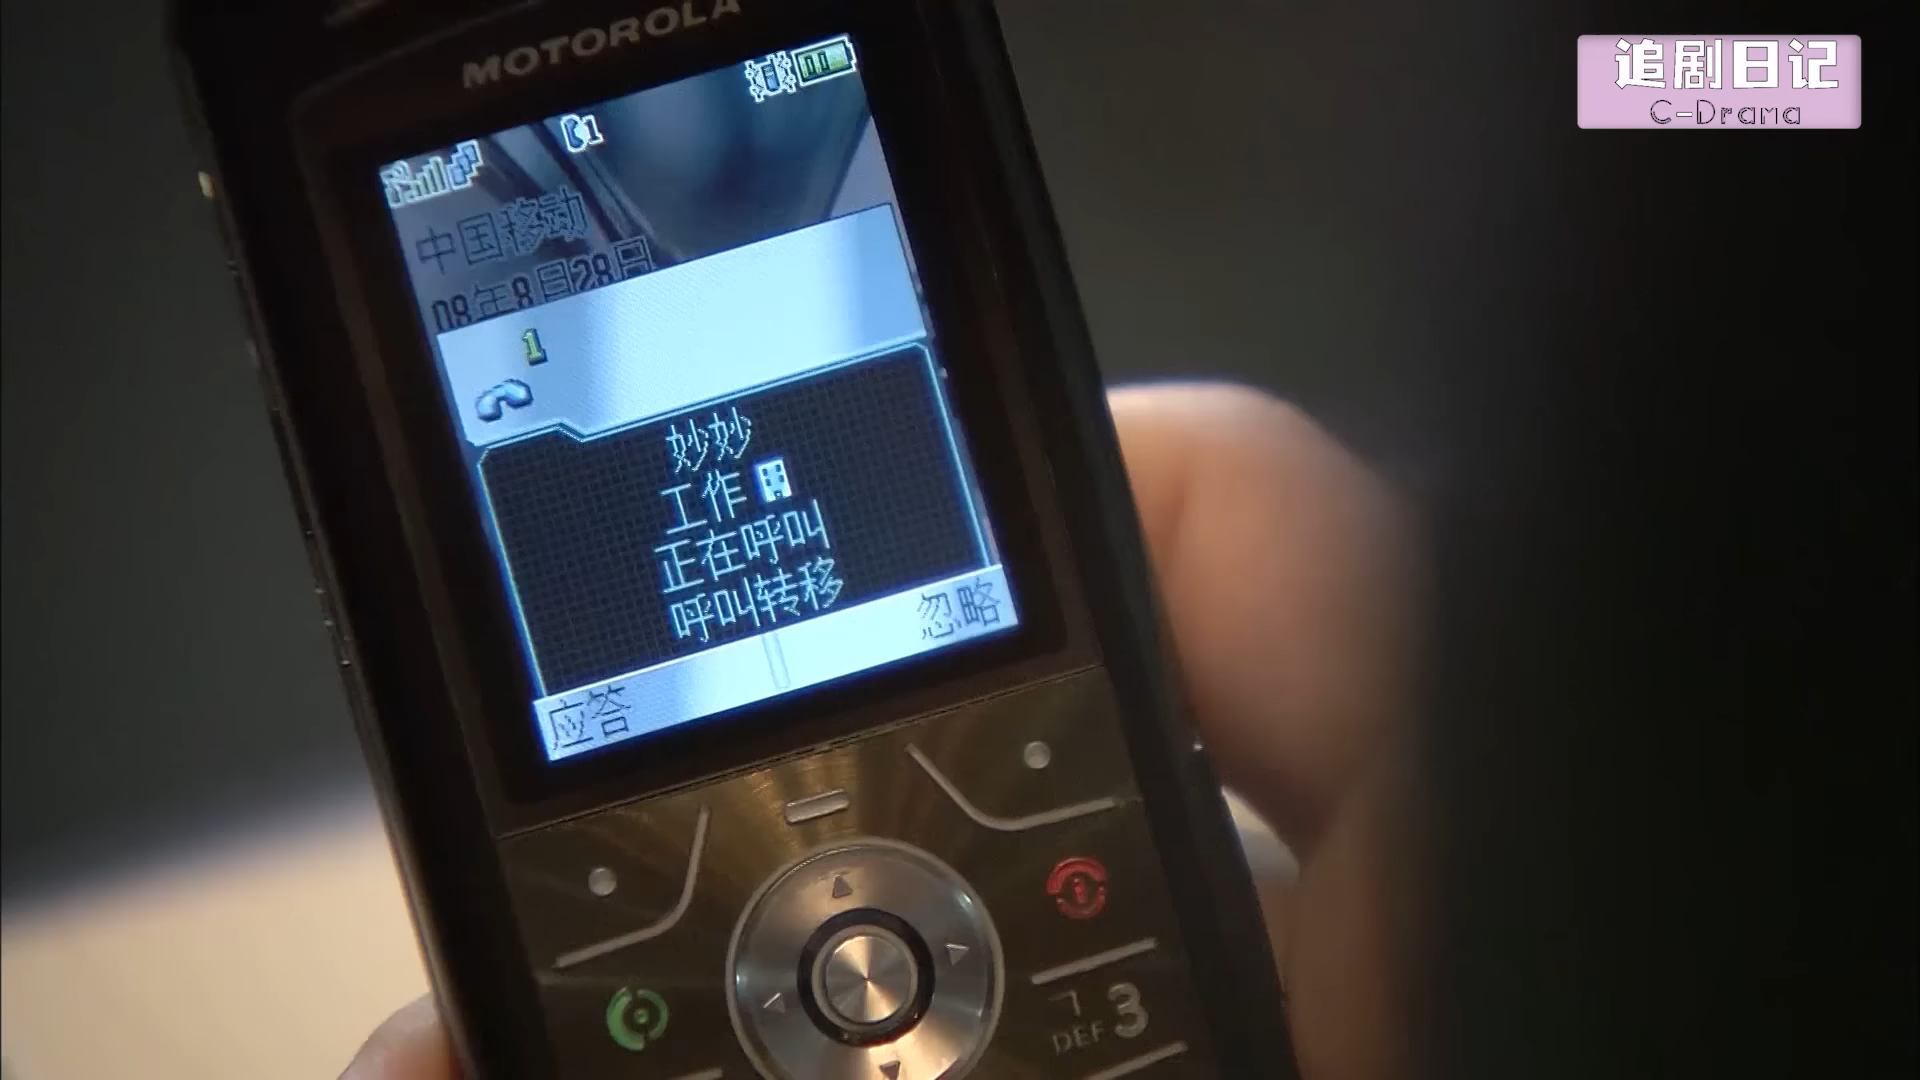 MOTOROLA
追剧日记
C-Drama
1
中国移动
08年8月28日
1
妙妙
工作
正在呼叫
呼叫转移
忽略
应答
DEF 3